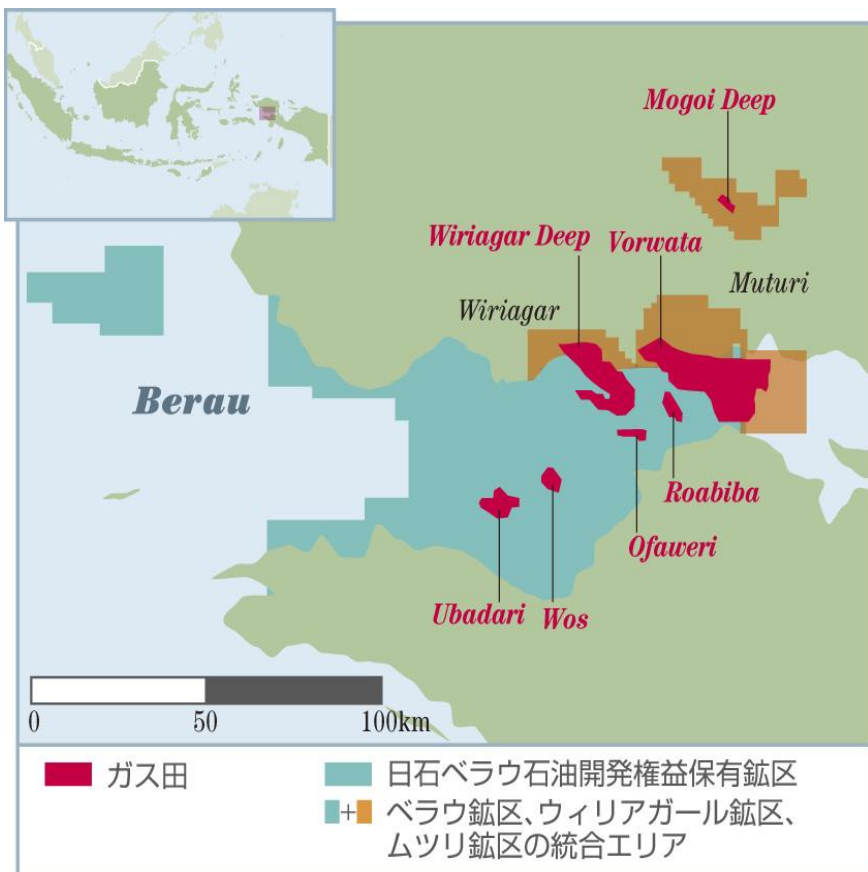 Mogoi Deep
Wiriagar Deep
Vorwata
Wiriagar
Muturi
Berau
Roabiba
Ofaweri
Ubadari
Wos
0
50
100km
ガス田
日石ベラウ石油開発権益保有鉱区
+
ベラウ鉱区、ウィリアガール鉱区、
ムツリ鉱区の統合エリア